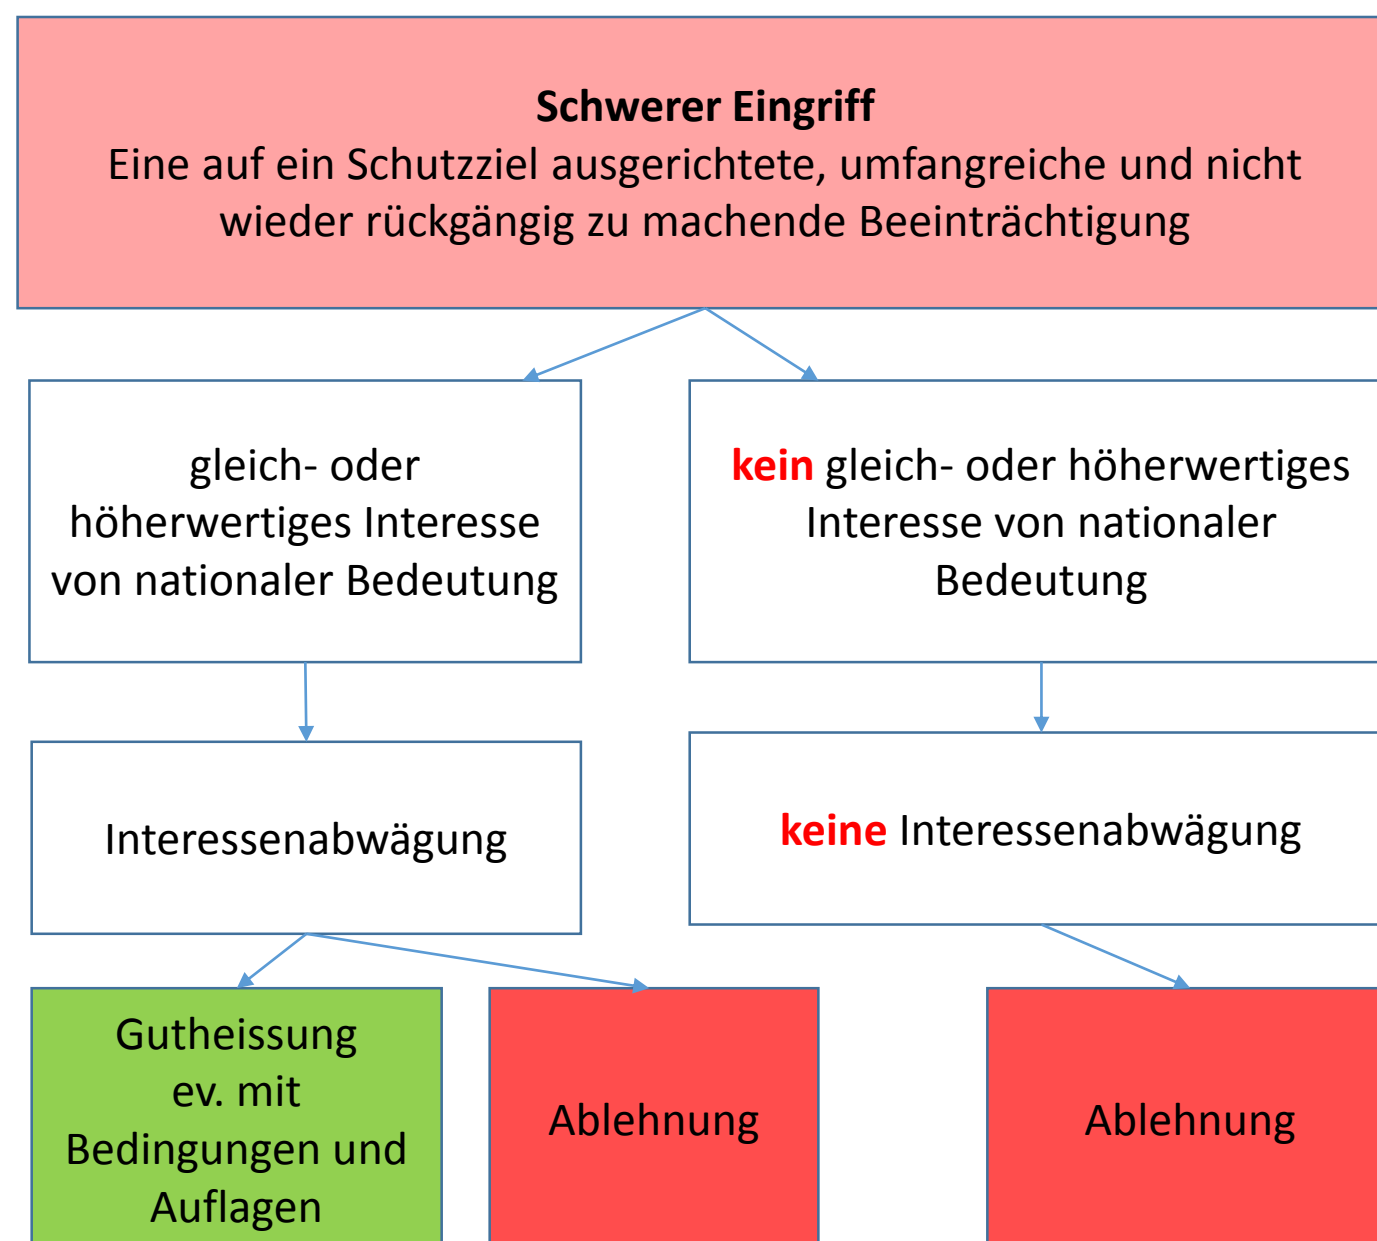 Schwerer Eingriff
Eine auf ein Schutzziel ausgerichtete, umfangreiche und nicht
wieder rückgängig zu machende Beeinträchtigung
gleich- oder
höherwertiges Interesse
von nationaler Bedeutung
kein gleich- oder höherwertiges
Interesse von nationaler
Bedeutung
Interessenabwägung
keine Interessenabwägung
Gutheissung
ev. mit
Bedingungen und
Auflagen
Ablehnung
Ablehnung